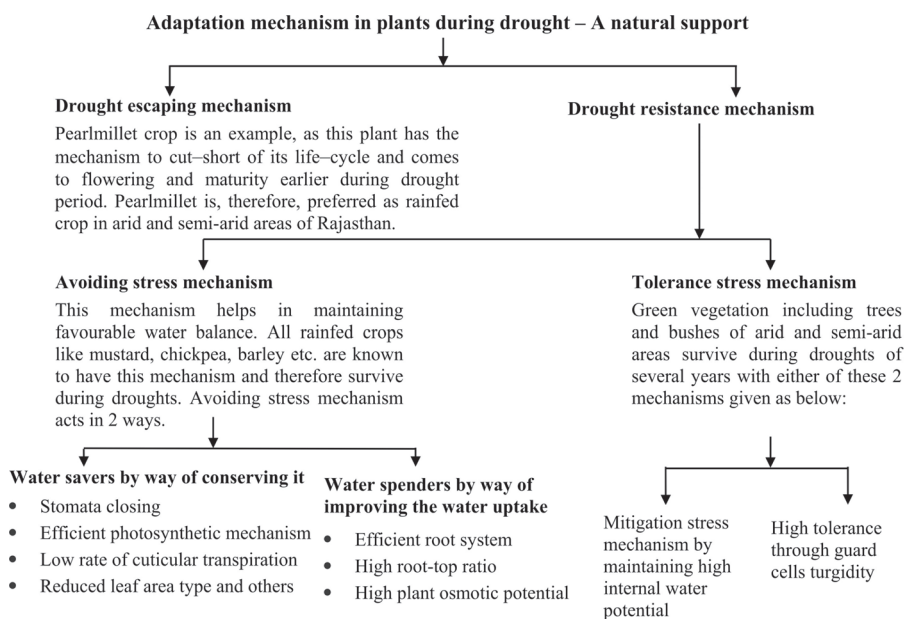 Adaptation mechanism in plants during drought – A natural support
Drought escaping mechanism
Pearlmillet crop is an example, as this plant has the
mechanism to cut–short of its life–cycle and comes
to flowering and maturity earlier during drought
period. Pearlmillet is, therefore, preferred as rainfed
crop in arid and semi-arid areas of Rajasthan.
Drought resistance mechanism
Avoiding stress mechanism
This mechanism helps in maintaining
favourable water balance. All rainfed crops
like mustard, chickpea, barley etc. are known
to have this mechanism and therefore survive
during droughts. Avoiding stress mechanism
acts in 2 ways.
Tolerance stress mechanism
Green vegetation including trees
and bushes of arid and semi-arid
areas survive during droughts of
several years with either of these 2
mechanisms given as below:
Water savers by way of conserving it
• Stomata closing
• Efficient photosynthetic mechanism
• Low rate of cuticular transpiration
• Reduced leaf area type and others
Water spenders by way of
improving the water uptake
• Efficient root system
• High root-top ratio
• High plant osmotic potential
Mitigation stress
mechanism by
maintaining high
internal water
potential
High tolerance
through guard
cells turgidity